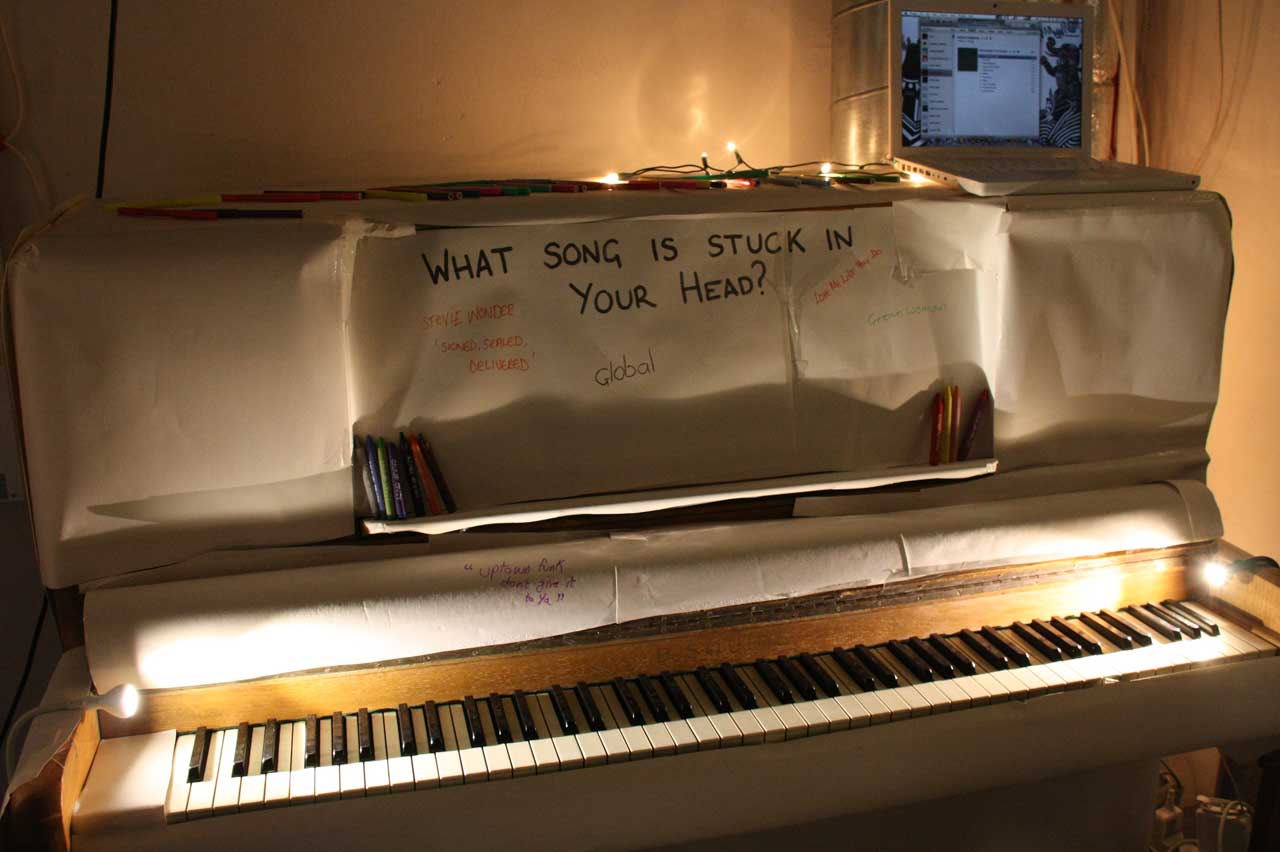 WHAT SONG IS STUCK IN
YOUR HEAD?
STEVIE WONDER
'SIGNED, SEALED,
DELIVERED'
Global
Love Me Like You Do
Green Woman
"uptown funk
dont give it
to ya"